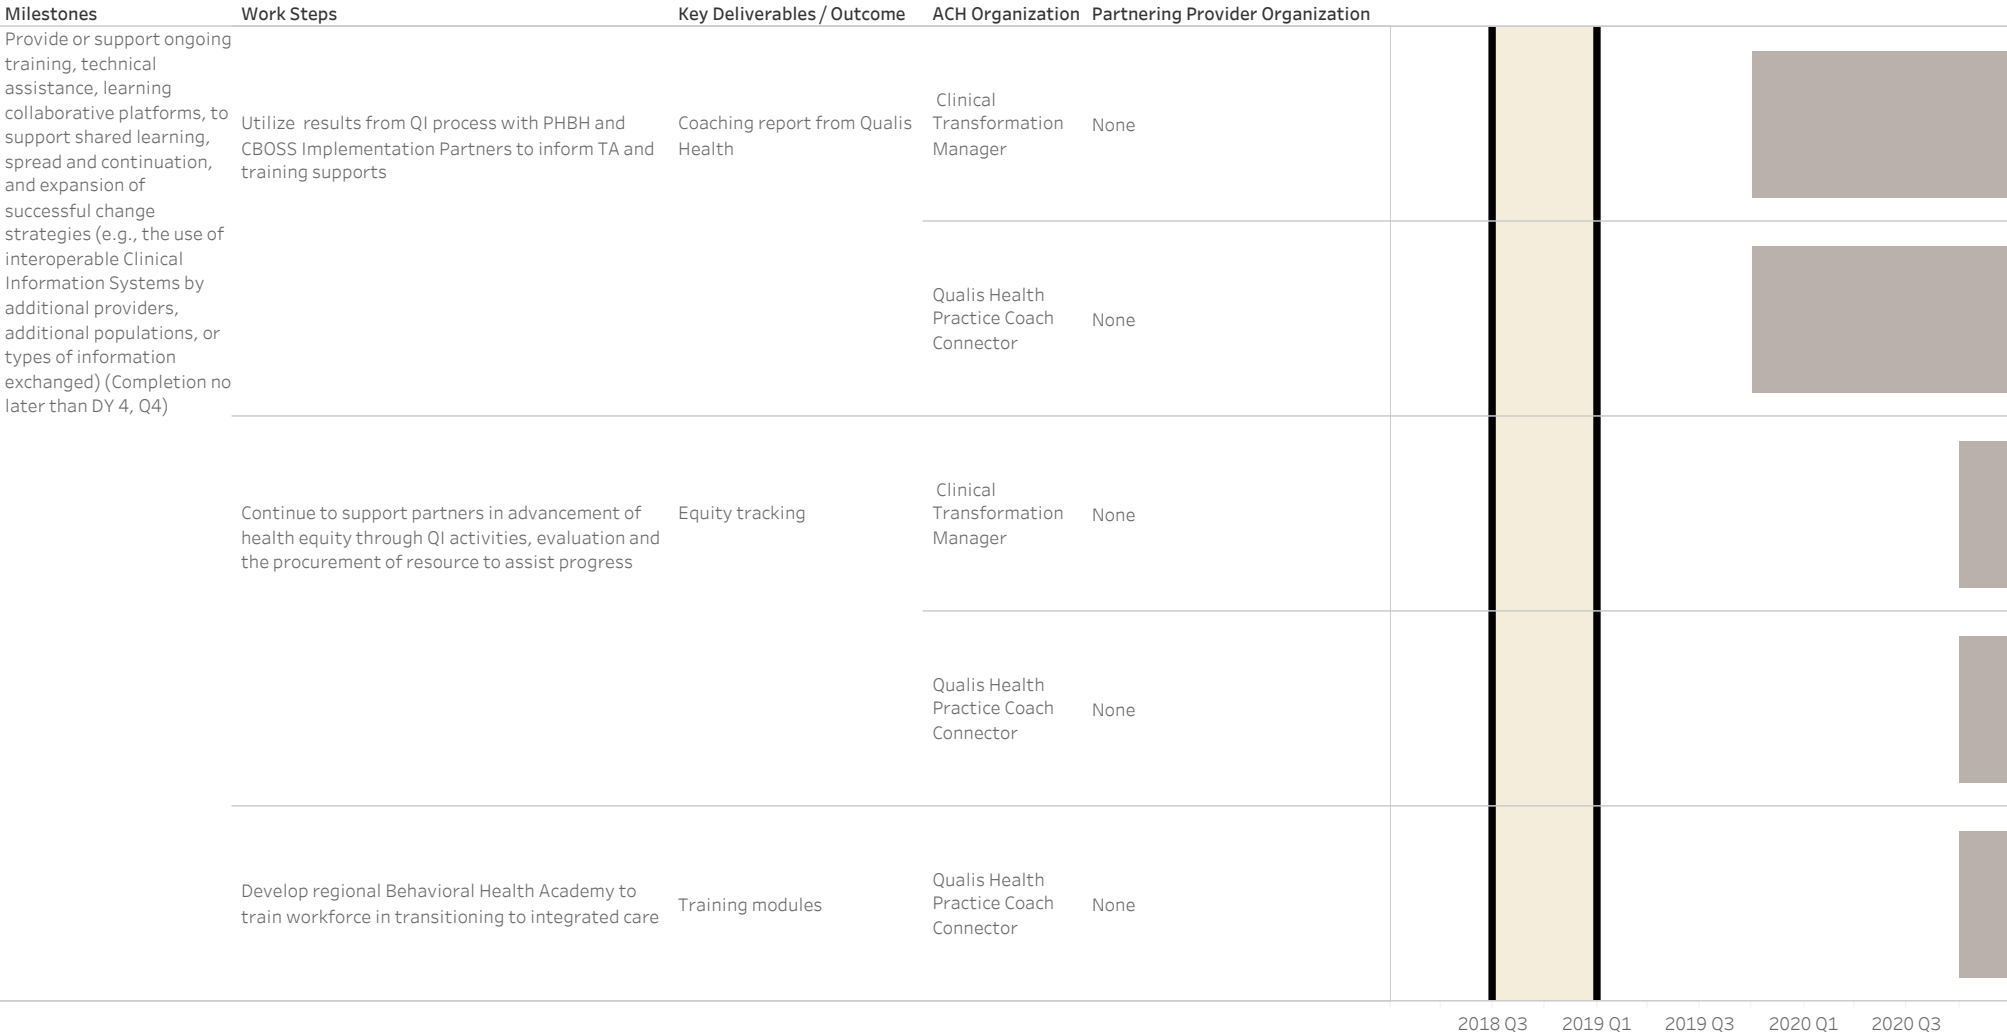 Milestones
Work Steps
Key Deliverables / Outcome
ACH Organization
Partnering Provider Organization
Provide or support ongoing
training, technical
assistance, learning
collaborative platforms, to
support shared learning,
spread and continuation,
and expansion of
successful change
strategies (e.g., the use of
interoperable Clinical
Information Systems by
additional providers,
additional populations, or
types of information
exchanged) (Completion no
later than DY 4, Q4)
Utilize  results from QI process with PHBH and
CBOSS Implementation Partners to inform TA and
training supports
Coaching report from Qualis
Health
Clinical
Transformation
Manager
None
Qualis Health
Practice Coach
Connector
None
Continue to support partners in advancement of
health equity through QI activities, evaluation and
the procurement of resource to assist progress
Equity tracking
Clinical
Transformation
Manager
None
Qualis Health
Practice Coach
Connector
None
Develop regional Behavioral Health Academy to
train workforce in transitioning to integrated care
Training modules
Qualis Health
Practice Coach
Connector
None
2018 Q3
2019 Q1
2019 Q3
2020 Q1
2020 Q3